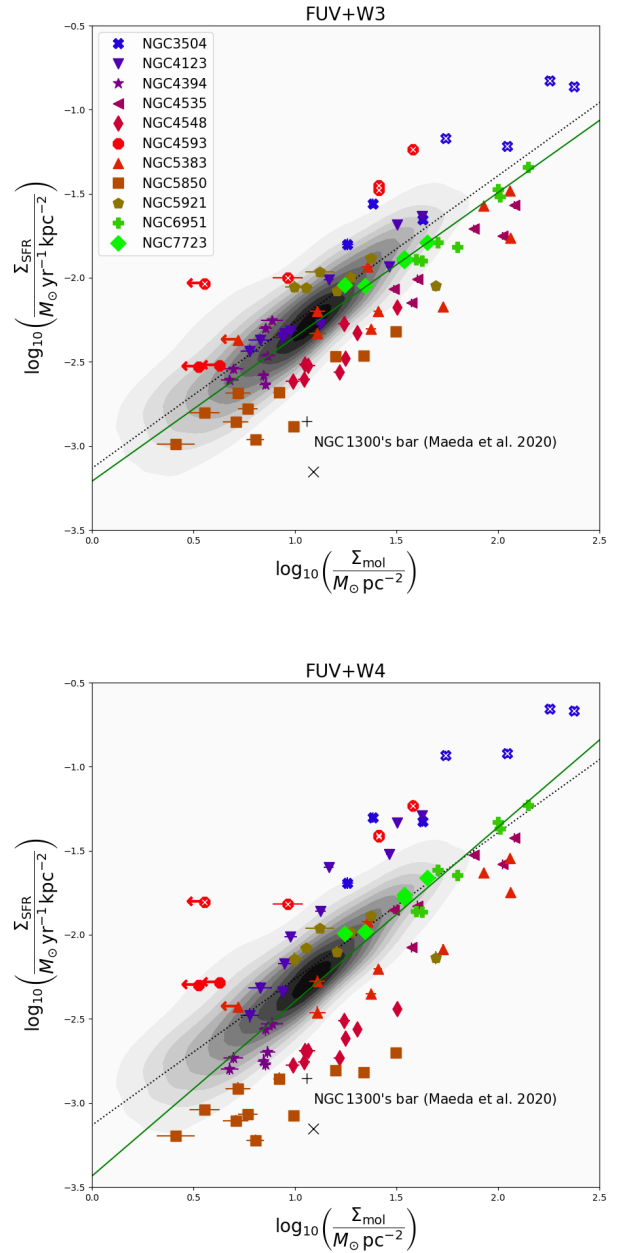 FUV+W3
-0.5
NGC3504
NGC4123
NGC4394
NGC4535
NGC4548
NGC4593
NGC5383
NGC5850
NGC5921
NGC6951
NGC7723
-1.0
-1.5
-2.0
-2.5
-3.0
-3.5
log₁₀(Σ_SFR / M⊙ yr⁻¹ kpc⁻²)
NGC 1300's bar (Maeda et al. 2020)
0.0 0.5 1.0 1.5 2.0 2.5
log₁₀(Σ_mol / M⊙ pc⁻²)
FUV+W4
-0.5
-1.0
-1.5
-2.0
-2.5
-3.0
-3.5
log₁₀(Σ_SFR / M⊙ yr⁻¹ kpc⁻²)
NGC 1300's bar (Maeda et al. 2020)
0.0 0.5 1.0 1.5 2.0 2.5
log₁₀(Σ_mol / M⊙ pc⁻²)